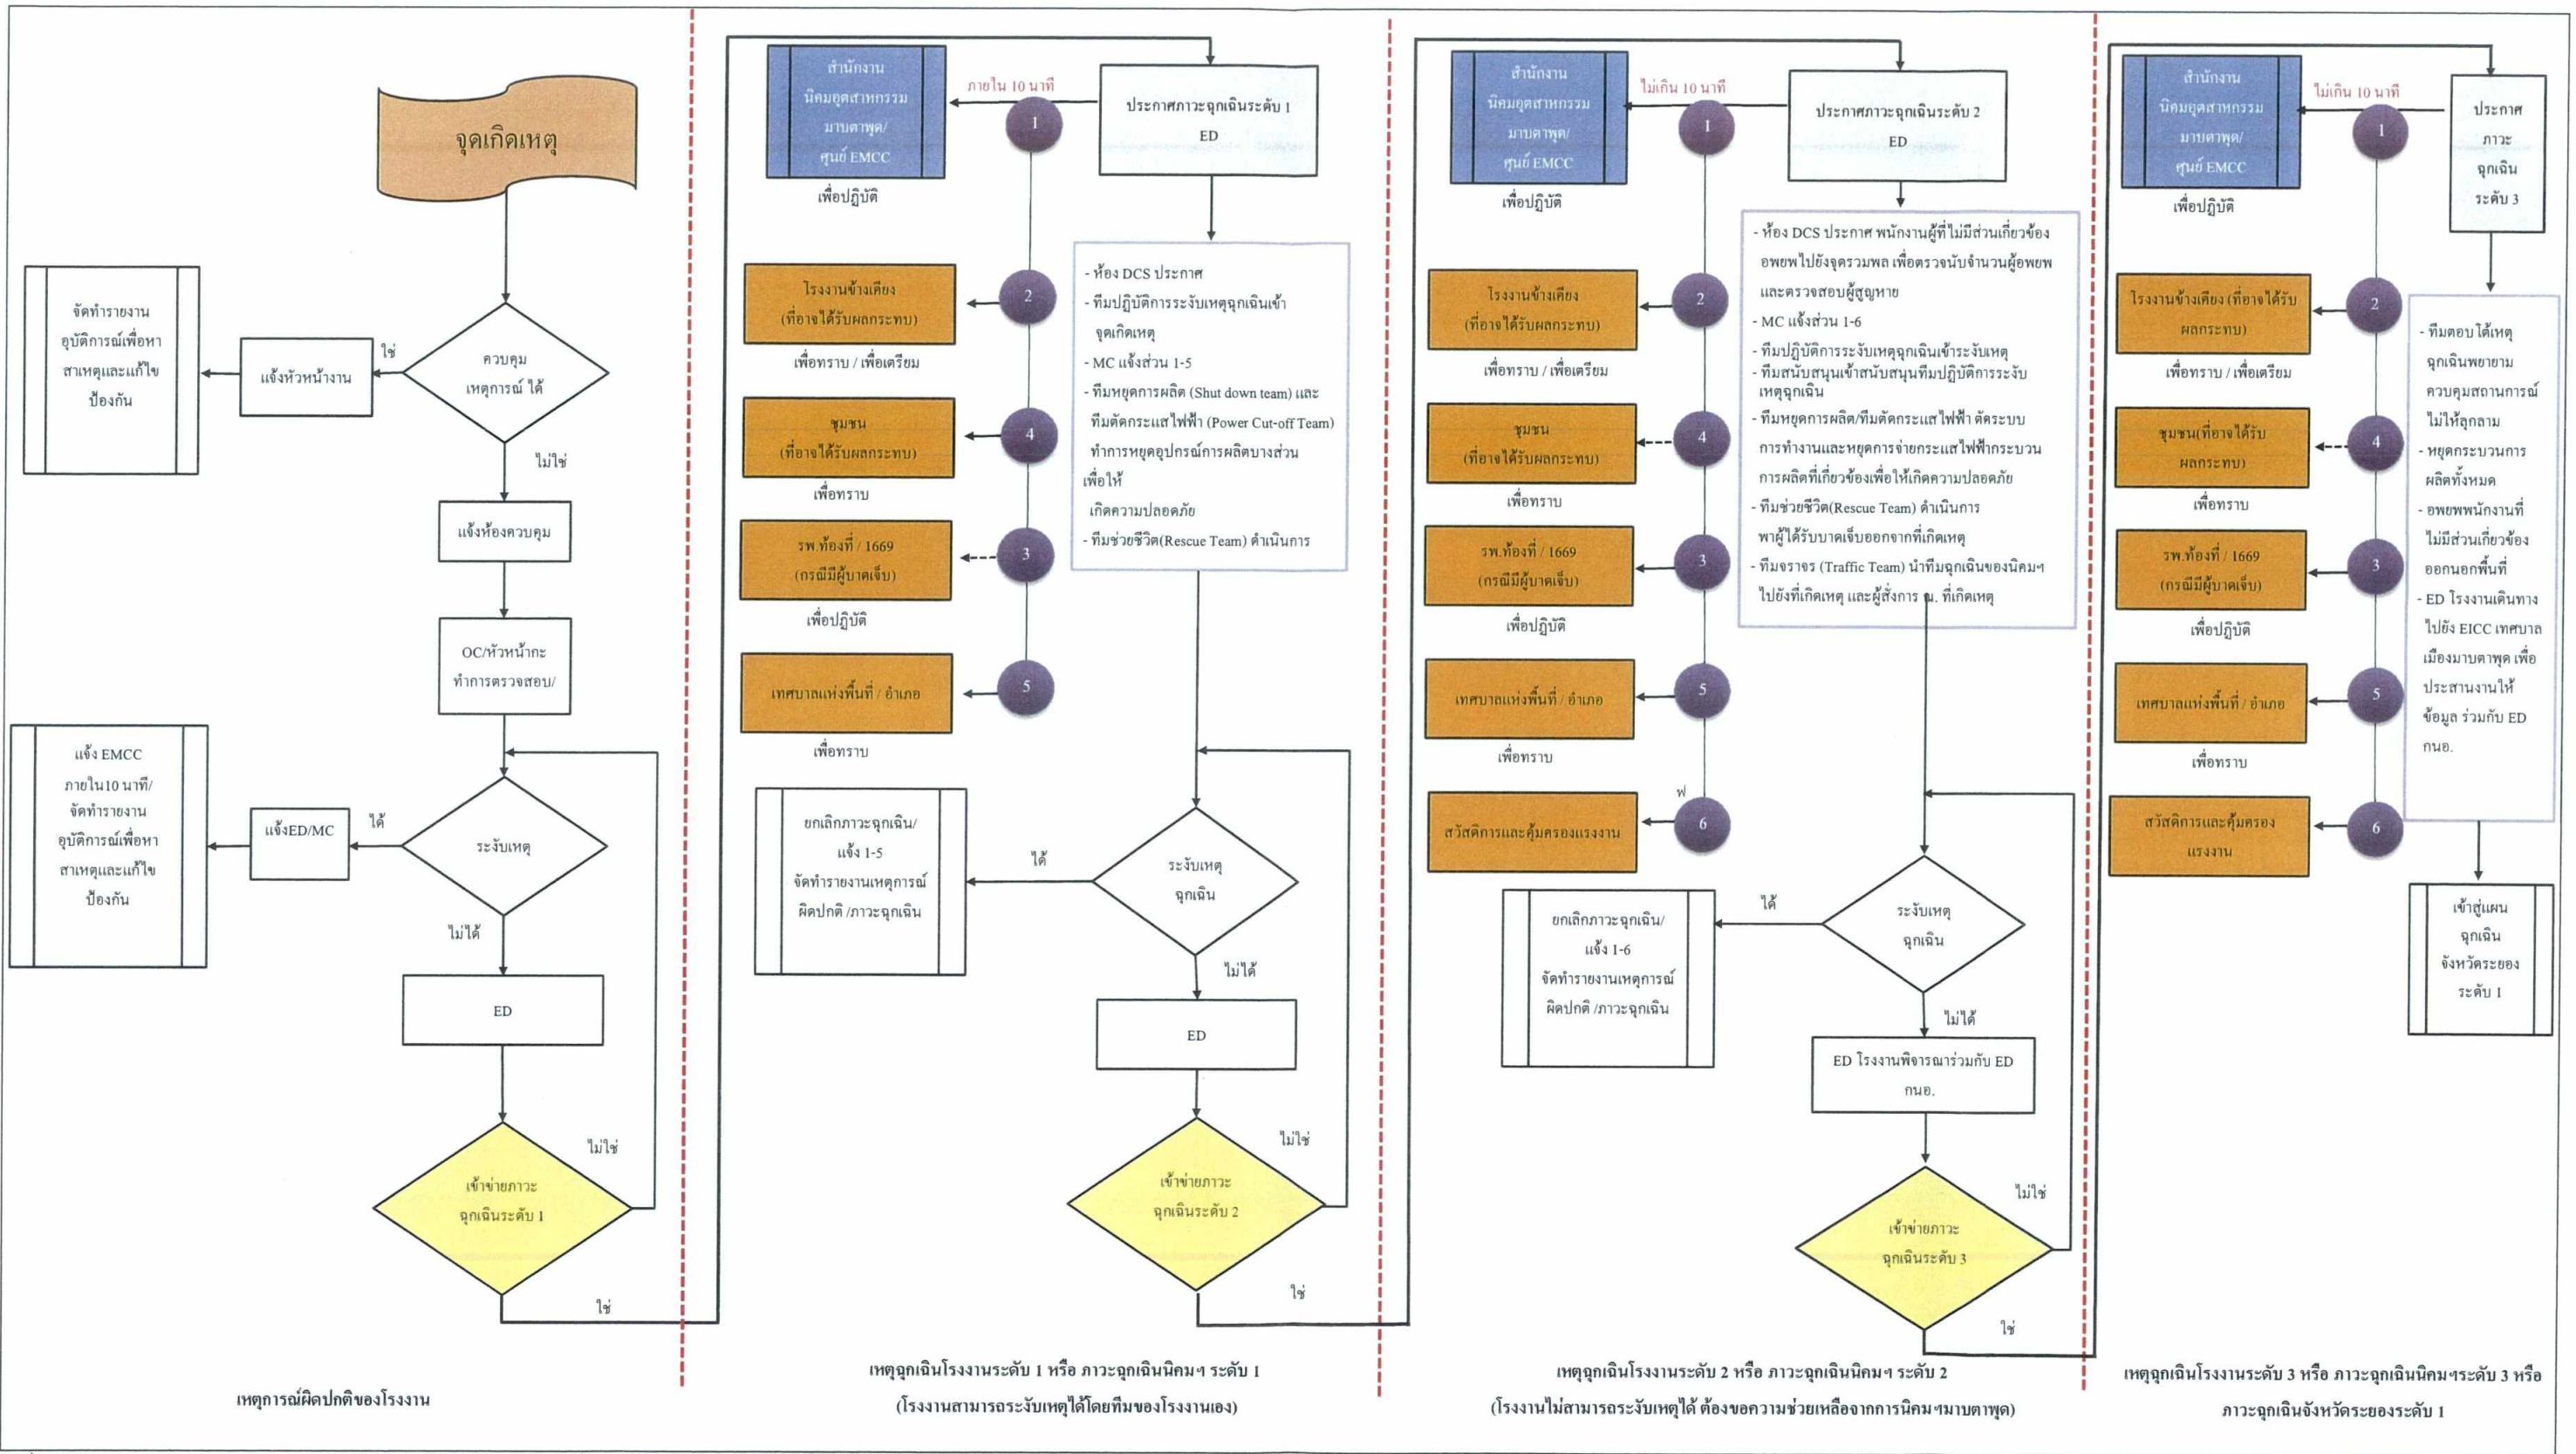 จุดเกิดเหตุ
ควบคุม
เหตุการณ์ ได้
ใช่
แจ้งหัวหน้างาน
จัดทำรายงาน
อุบัติการณ์เพื่อหา
สาเหตุและแก้ไข
ป้องกัน
ไม่ใช่
แจ้งห้องควบคุม
OC/หัวหน้ากะ
ทำการตรวจสอบ/
ระงับเหตุ
ได้
แจ้งED/MC
แจ้ง EMCC
ภายใน10 นาที/
จัดทำรายงาน
อุบัติการณ์เพื่อหา
สาเหตุและแก้ไข
ป้องกัน
ไม่ได้
ED
เข้าข่ายภาวะ
ฉุกเฉินระดับ 1
ไม่ใช่
ใช่
เหตุการณ์ผิดปกติของโรงงาน
ประกาศภาวะฉุกเฉินระดับ 1
ED
ภายใน 10 นาที
สำนักงาน
นิคมอุตสาหกรรม
มาบตาพุด/
ศูนย์ EMCC
เพื่อปฏิบัติ
1
โรงงานข้างเคียง
(ที่อาจได้รับผลกระทบ)
เพื่อทราบ / เพื่อเตรียม
2
ชุมชน
(ที่อาจได้รับผลกระทบ)
เพื่อทราบ
4
รพ.ท้องที่ / 1669
(กรณีมีผู้บาดเจ็บ)
เพื่อปฏิบัติ
3
เทศบาลแห่งพื้นที่ / อำเภอ
เพื่อทราบ
5
- ห้อง DCS ประกาศ
- ทีมปฏิบัติการระงับเหตุฉุกเฉินเข้า
จุดเกิดเหตุ
- MC แจ้งส่วน 1-5
- ทีมหยุดการผลิต (Shut down team) และ
ทีมตัดกระแสไฟฟ้า (Power Cut-off Team)
ทำการหยุดอุปกรณ์การผลิตบางส่วน
เพื่อให้
เกิดความปลอดภัย
- ทีมช่วยชีวิต(Rescue Team) ดำเนินการ
ระงับเหตุ
ฉุกเฉิน
ได้
ยกเลิกภาวะฉุกเฉิน/
แจ้ง 1-5
จัดทำรายงานเหตุการณ์
ผิดปกติ /ภาวะฉุกเฉิน
ไม่ได้
ED
เข้าข่ายภาวะ
ฉุกเฉินระดับ 2
ไม่ใช่
ใช่
เหตุฉุกเฉินโรงงานระดับ 1 หรือ ภาวะฉุกเฉินนิคมฯ ระดับ 1
(โรงงานสามารถระงับเหตุได้โดยทีมของโรงงานเอง)
ประกาศภาวะฉุกเฉินระดับ 2
ED
ไม่เกิน 10 นาที
สำนักงาน
นิคมอุตสาหกรรม
มาบตาพุด/
ศูนย์ EMCC
เพื่อปฏิบัติ
1
โรงงานข้างเคียง
(ที่อาจได้รับผลกระทบ)
เพื่อทราบ / เพื่อเตรียม
2
ชุมชน
(ที่อาจได้รับผลกระทบ)
เพื่อทราบ
4
รพ.ท้องที่ / 1669
(กรณีมีผู้บาดเจ็บ)
เพื่อปฏิบัติ
3
เทศบาลแห่งพื้นที่ / อำเภอ
เพื่อทราบ
5
สวัสดิการและคุ้มครองแรงงาน
ฟ
6
- ห้อง DCS ประกาศ พนักงานผู้ที่ไม่มีส่วนเกี่ยวข้อง
อพยพไปยังจุดรวมพล เพื่อตรวจนับจำนวนผู้อพยพ
และตรวจสอบผู้สูญหาย
- MC แจ้งส่วน 1-6
- ทีมปฏิบัติการระงับเหตุฉุกเฉินเข้าระงับเหตุ
- ทีมสนับสนุนเข้าสนับสนุนทีมปฏิบัติการระงับ
เหตุฉุกเฉิน
- ทีมหยุดการผลิต/ทีมตัดกระแสไฟฟ้า ตัดระบบ
การทำงานและหยุดการจ่ายกระแสไฟฟ้ากระบวน
การผลิตที่เกี่ยวข้องเพื่อให้เกิดความปลอดภัย
- ทีมช่วยชีวิต(Rescue Team) ดำเนินการ
พาผู้ได้รับบาดเจ็บออกจากที่เกิดเหตุ
- ทีมจราจร (Traffic Team) นำทีมฉุกเฉินของนิคมฯ
ไปยังที่เกิดเหตุ และผู้สั่งการ ณ. ที่เกิดเหตุ
ระงับเหตุ
ฉุกเฉิน
ได้
ยกเลิกภาวะฉุกเฉิน/
แจ้ง 1-6
จัดทำรายงานเหตุการณ์
ผิดปกติ /ภาวะฉุกเฉิน
ไม่ได้
ED โรงงานพิจารณาร่วมกับ ED
กนอ.
เข้าข่ายภาวะ
ฉุกเฉินระดับ 3
ไม่ใช่
ใช่
เหตุฉุกเฉินโรงงานระดับ 2 หรือ ภาวะฉุกเฉินนิคมฯ ระดับ 2
(โรงงานไม่สามารถระงับเหตุได้ ต้องขอความช่วยเหลือจากการนิคมฯมาบตาพุด)
ประกาศ
ภาวะ
ฉุกเฉิน
ระดับ 3
ไม่เกิน 10 นาที
สำนักงาน
นิคมอุตสาหกรรม
มาบตาพุด/
ศูนย์ EMCC
เพื่อปฏิบัติ
1
โรงงานข้างเคียง (ที่อาจได้รับ
ผลกระทบ)
เพื่อทราบ / เพื่อเตรียม
2
ชุมชน(ที่อาจได้รับ
ผลกระทบ)
เพื่อทราบ
4
รพ.ท้องที่ / 1669
(กรณีมีผู้บาดเจ็บ)
เพื่อปฏิบัติ
3
เทศบาลแห่งพื้นที่ / อำเภอ
เพื่อทราบ
5
สวัสดิการและคุ้มครอง
แรงงาน
6
- ทีมตอบโต้เหตุ
ฉุกเฉินพยายาม
ควบคุมสถานการณ์
ไม่ให้ลุกลาม
- หยุดกระบวนการ
ผลิตทั้งหมด
- อพยพพนักงานที่
ไม่มีส่วนเกี่ยวข้อง
ออกนอกพื้นที่
- ED โรงงานเดินทาง
ไปยัง EICC เทศบาล
เมืองมาบตาพุด เพื่อ
ประสานงานให้
ข้อมูล ร่วมกับ ED
กนอ.
เข้าสู่แผน
ฉุกเฉิน
จังหวัดระยอง
ระดับ 1
เหตุฉุกเฉินโรงงานระดับ 3 หรือ ภาวะฉุกเฉินนิคมฯระดับ 3 หรือ
ภาวะฉุกเฉินจังหวัดระยองระดับ 1